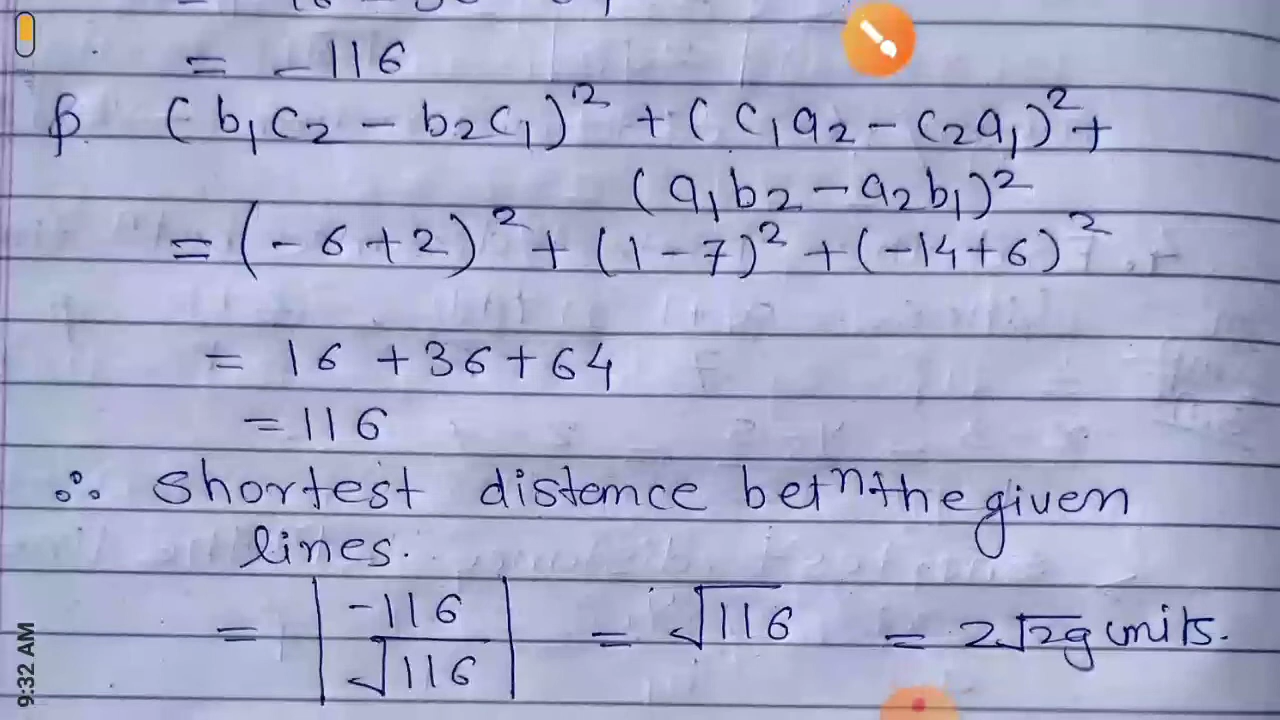 = -116
& (b₁c₂ - b₂c₁)² + (c₁a₂ - c₂a₁)² +
(a₁b₂ - a₂b₁)²
= (-6+2)² + (1-7)² + (-14+6)²
= 16 + 36 + 64
= 116
∴ shortest distance betⁿ the given
lines.
= |-116/√116| = √116 = 2√29 units.
9:32 AM